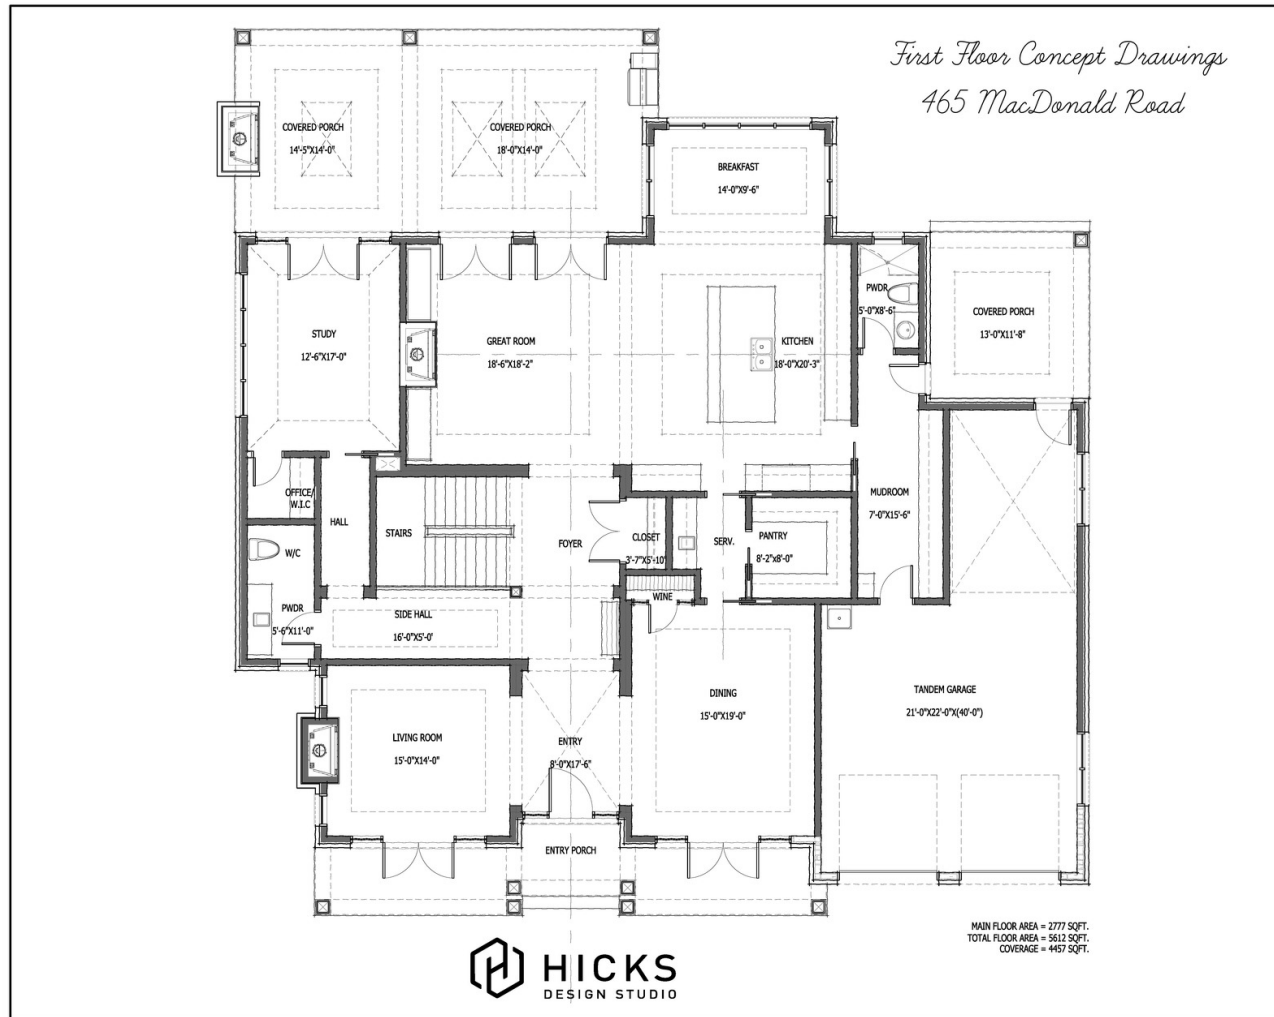 First Floor Concept Drawings
465 MacDonald Road
COVERED PORCH
14'-5"X14'-0"
COVERED PORCH
18'-0"X14'-0"
BREAKFAST
14'-0"X9'-6"
PWDR
5'-0"X8'-6"
COVERED PORCH
13'-0"X11'-8"
STUDY
12'-6"X17'-0"
GREAT ROOM
18'-6"X18'-2"
KITCHEN
18'-0"X20'-3"
OFFICE/
W.I.C
HALL
STAIRS
FOYER
CLOSET
3'-7"X5'-10"
SERV.
PANTRY
8'-2"x8'-0"
MUDROOM
7'-0"X15'-6"
W/C
PWDR
5'-6"X11'-0"
SIDE HALL
16'-0"X5'-0'
WINE
LIVING ROOM
15'-0"X14'-0"
ENTRY
8'-0"X17'-6"
DINING
15'-0"X19'-0"
TANDEM GARAGE
21'-0"X22'-0"X(40'-0")
ENTRY PORCH
MAIN FLOOR AREA = 2777 SQFT.
TOTAL FLOOR AREA = 5612 SQFT.
COVERAGE = 4457 SQFT.
HICKS
DESIGN STUDIO